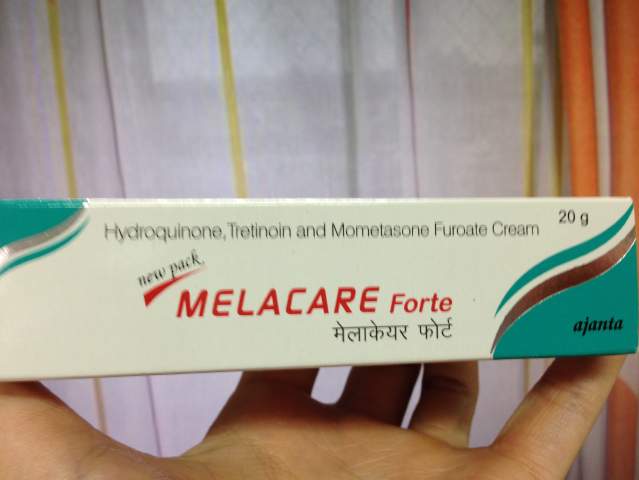 Hydroquinone, Tretinoin and Mometasone Furoate Cream
20 g
new pack
MELACARE Forte
मेलाकेयर फोर्ट
ajanta